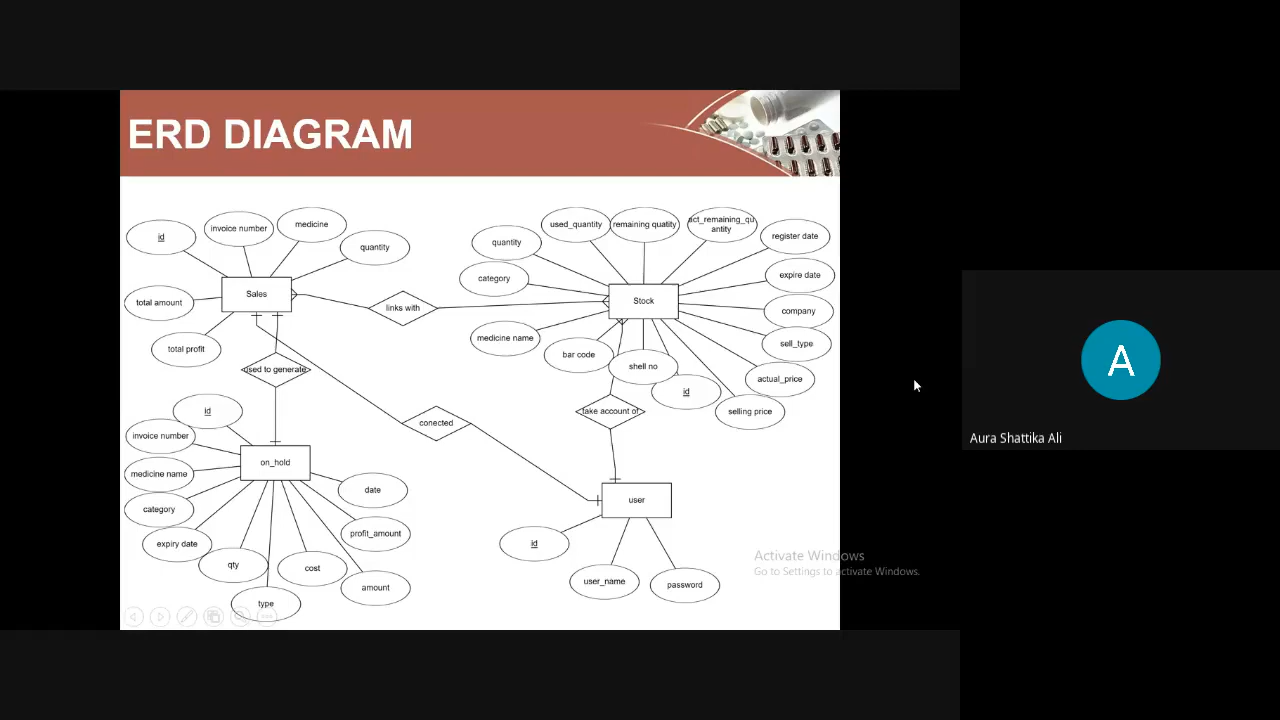 ERD DIAGRAM
id
invoice number
medicine
quantity
total amount
Sales
total profit
links with
used_quantity
remaining quatity
act_remaining_qu
antity
quantity
category
register date
expire date
Stock
company
medicine name
bar code
shell no
id
sell_type
actual_price
selling price
used to generate
conected
take account of
id
invoice number
medicine name
category
expiry date
qty
type
cost
amount
profit_amount
date
on_hold
user
id
user_name
password
Activate Windows
Go to Settings to activate Windows.
A
Aura Shattika Ali